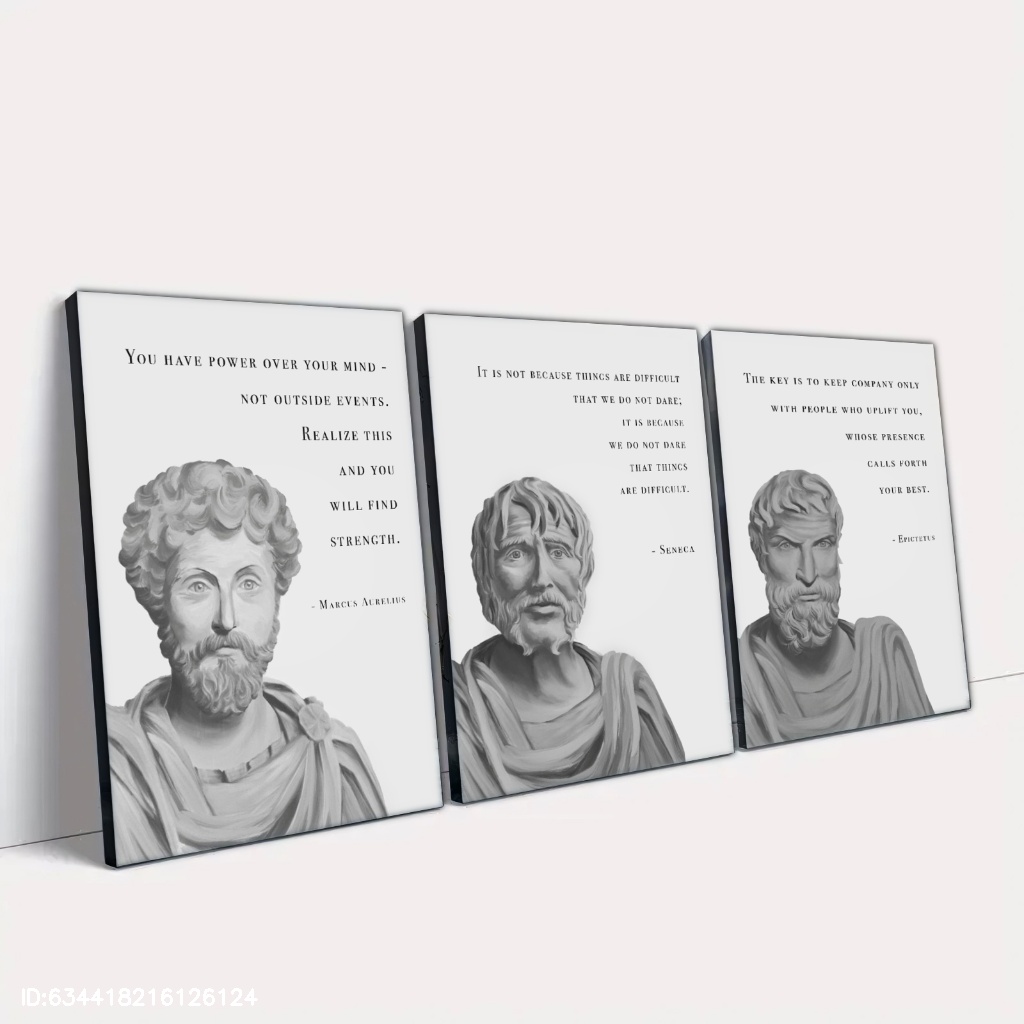 You have power over your mind -
not outside events.
Realize this
and you
will find
strength.
- Marcus Aurelius
It is not because things are difficult
that we do not dare;
it is because
we do not dare
that things
are difficult.
- Seneca
The key is to keep company only
with people who uplift you,
whose presence
calls forth
your best.
- Epictetus
ID:634418216126124